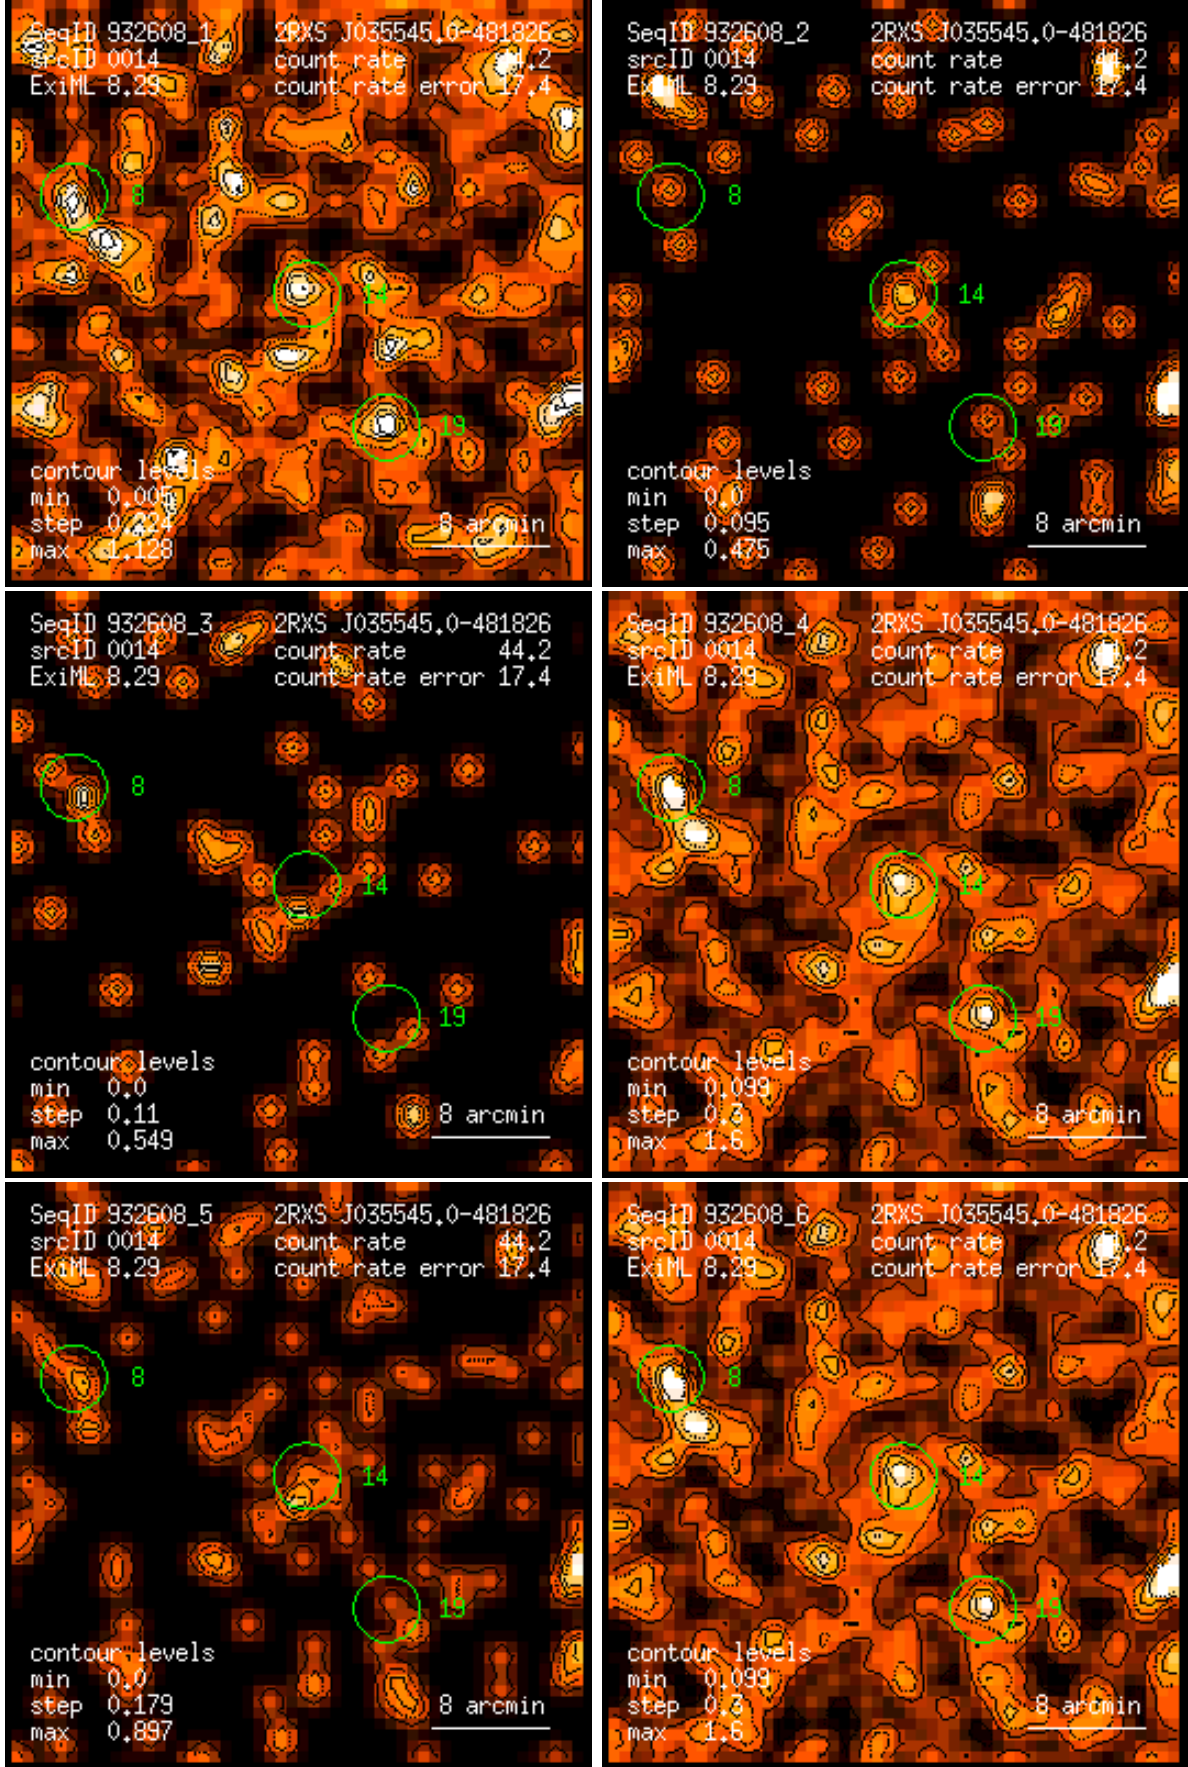 SeqID 932608_1 2RXS J035545.0-481826
srcID 0014 count rate 44.2
ExiML 8.29 count rate error 17.4
8
14
19
contour levels
min 0.005
step 0.224
max 1.128
8 arcmin
SeqID 932608_2 2RXS J035545.0-481826
srcID 0014 count rate 44.2
ExiML 8.29 count rate error 17.4
8
14
19
contour levels
min 0.0
step 0.095
max 0.475
8 arcmin
SeqID 932608_3 2RXS J035545.0-481826
srcID 0014 count rate 44.2
ExiML 8.29 count rate error 17.4
8
14
19
contour levels
min 0.0
step 0.11
max 0.549
8 arcmin
SeqID 932608_4 2RXS J035545.0-481826
srcID 0014 count rate 44.2
ExiML 8.29 count rate error 17.4
8
14
19
contour levels
min 0.099
step 0.3
max 1.6
8 arcmin
SeqID 932608_5 2RXS J035545.0-481826
srcID 0014 count rate 44.2
ExiML 8.29 count rate error 17.4
8
14
19
contour levels
min 0.0
step 0.179
max 0.897
8 arcmin
SeqID 932608_6 2RXS J035545.0-481826
srcID 0014 count rate 44.2
ExiML 8.29 count rate error 17.4
8
14
19
contour levels
min 0.099
step 0.3
max 1.6
8 arcmin